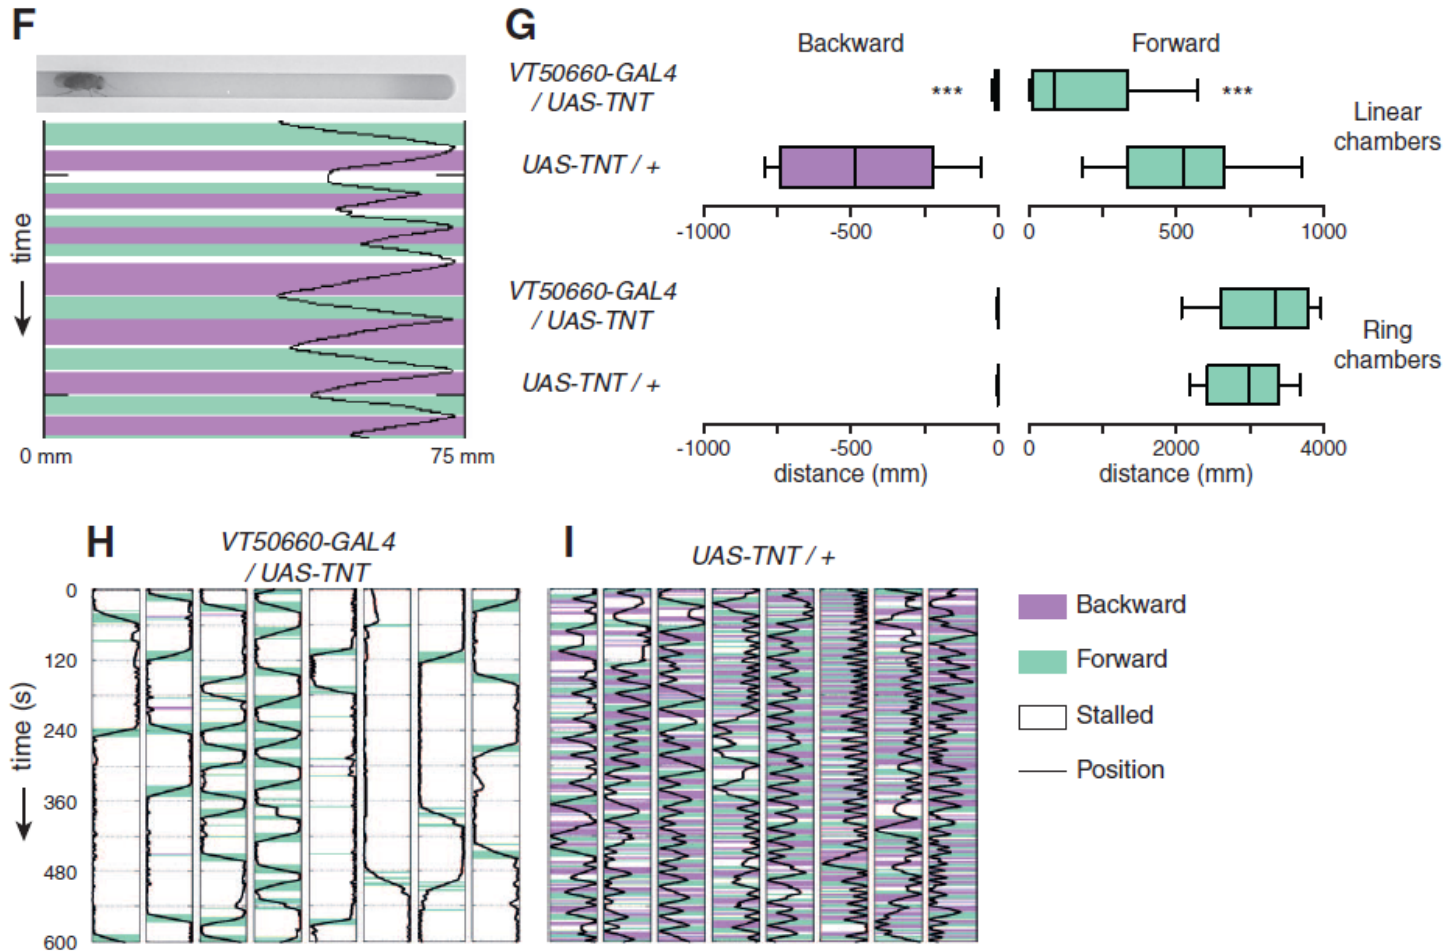 F
time
0 mm
75 mm
G
Backward
Forward
VT50660-GAL4
/ UAS-TNT
***
***
Linear
chambers
UAS-TNT / +
-1000
-500
0
0
500
1000
VT50660-GAL4
/ UAS-TNT
Ring
chambers
UAS-TNT / +
-1000
-500
0
0
2000
4000
distance (mm)
distance (mm)
H
VT50660-GAL4
/ UAS-TNT
time (s)
0
120
240
360
480
600
I
UAS-TNT / +
Backward
Forward
Stalled
Position